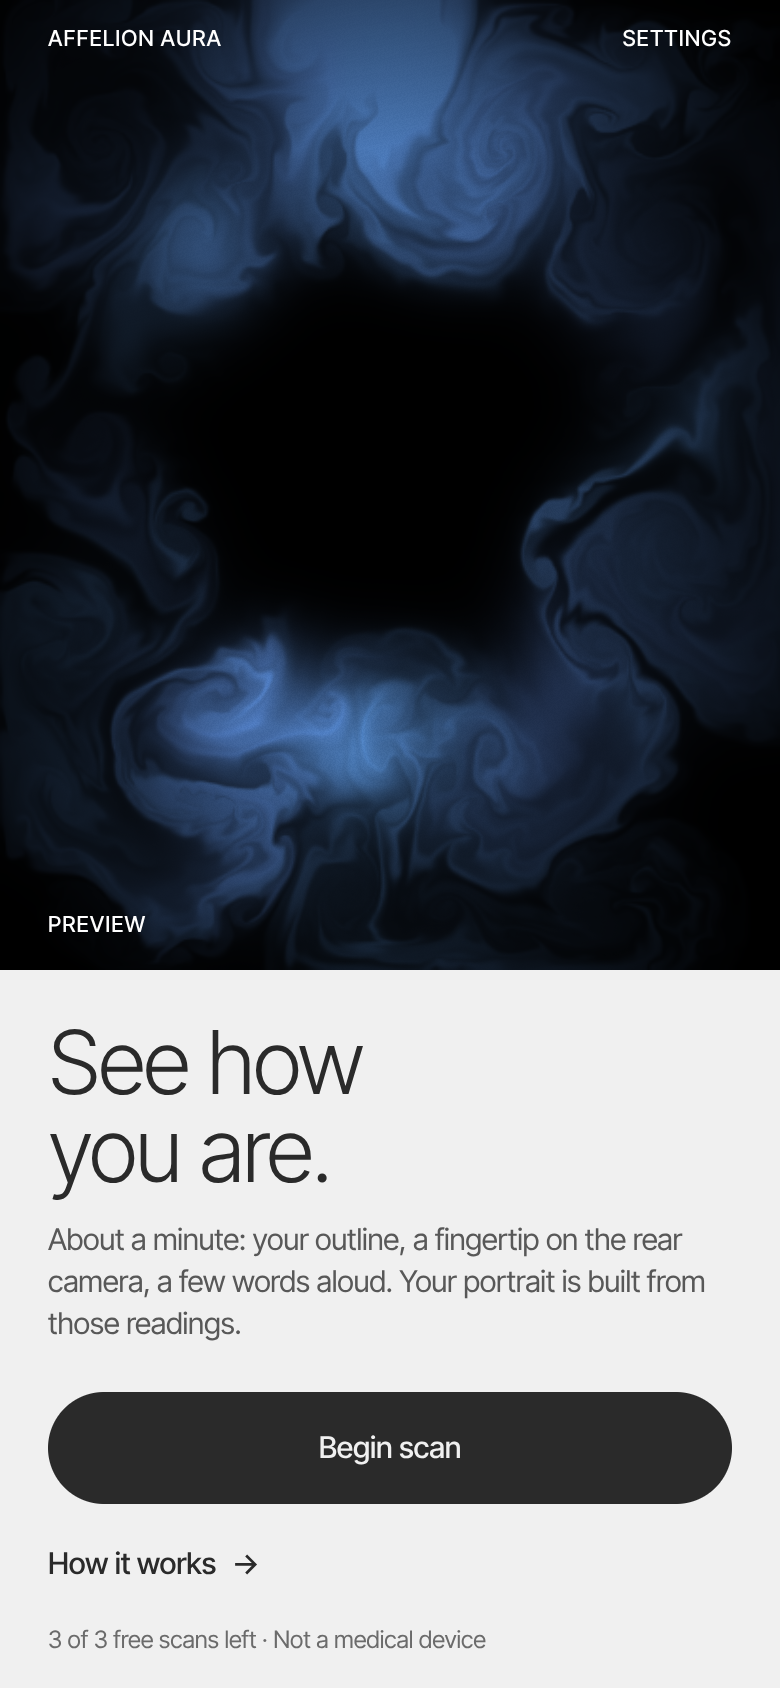 AFFELION AURA
SETTINGS
PREVIEW
See how
you are.
About a minute: your outline, a fingertip on the rear
camera, a few words aloud. Your portrait is built from
those readings.
Begin scan
How it works →
3 of 3 free scans left · Not a medical device